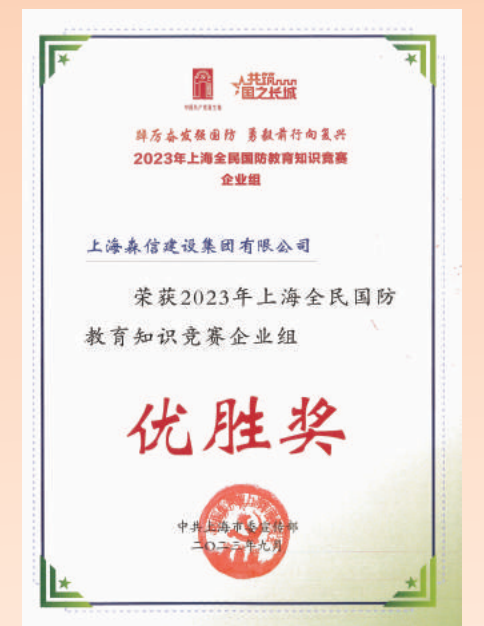 共筑
国之长城
踔厉奋发强国防 勇毅前行向复兴
2023年上海全民国防教育知识竞赛
企业组
上海森信建设集团有限公司
荣获2023年上海全民国防
教育知识竞赛企业组
优胜奖
中共上海市委宣传部
二〇二三年九月